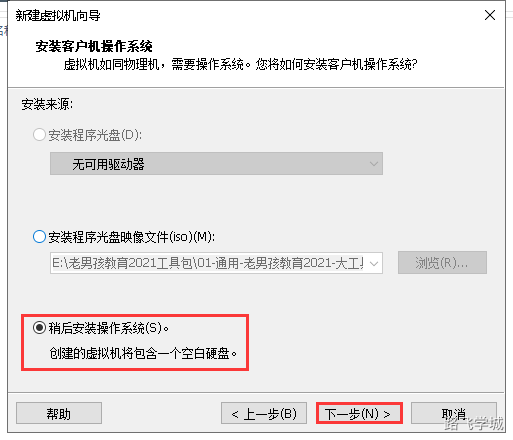 新建虚拟机向导
安装客户机操作系统
虚拟机如同物理机，需要操作系统。您将如何安装客户机操作系统?
安装来源:
安装程序光盘(D):
无可用驱动器
安装程序光盘映像文件(iso)(M):
E:\老男孩教育2021工具包\01-通用-老男孩教育2021-大工具
浏览(R)...
稍后安装操作系统(S)。
创建的虚拟机将包含一个空白硬盘。
帮助
< 上一步(B)
下一步(N) >
取消
路飞学城